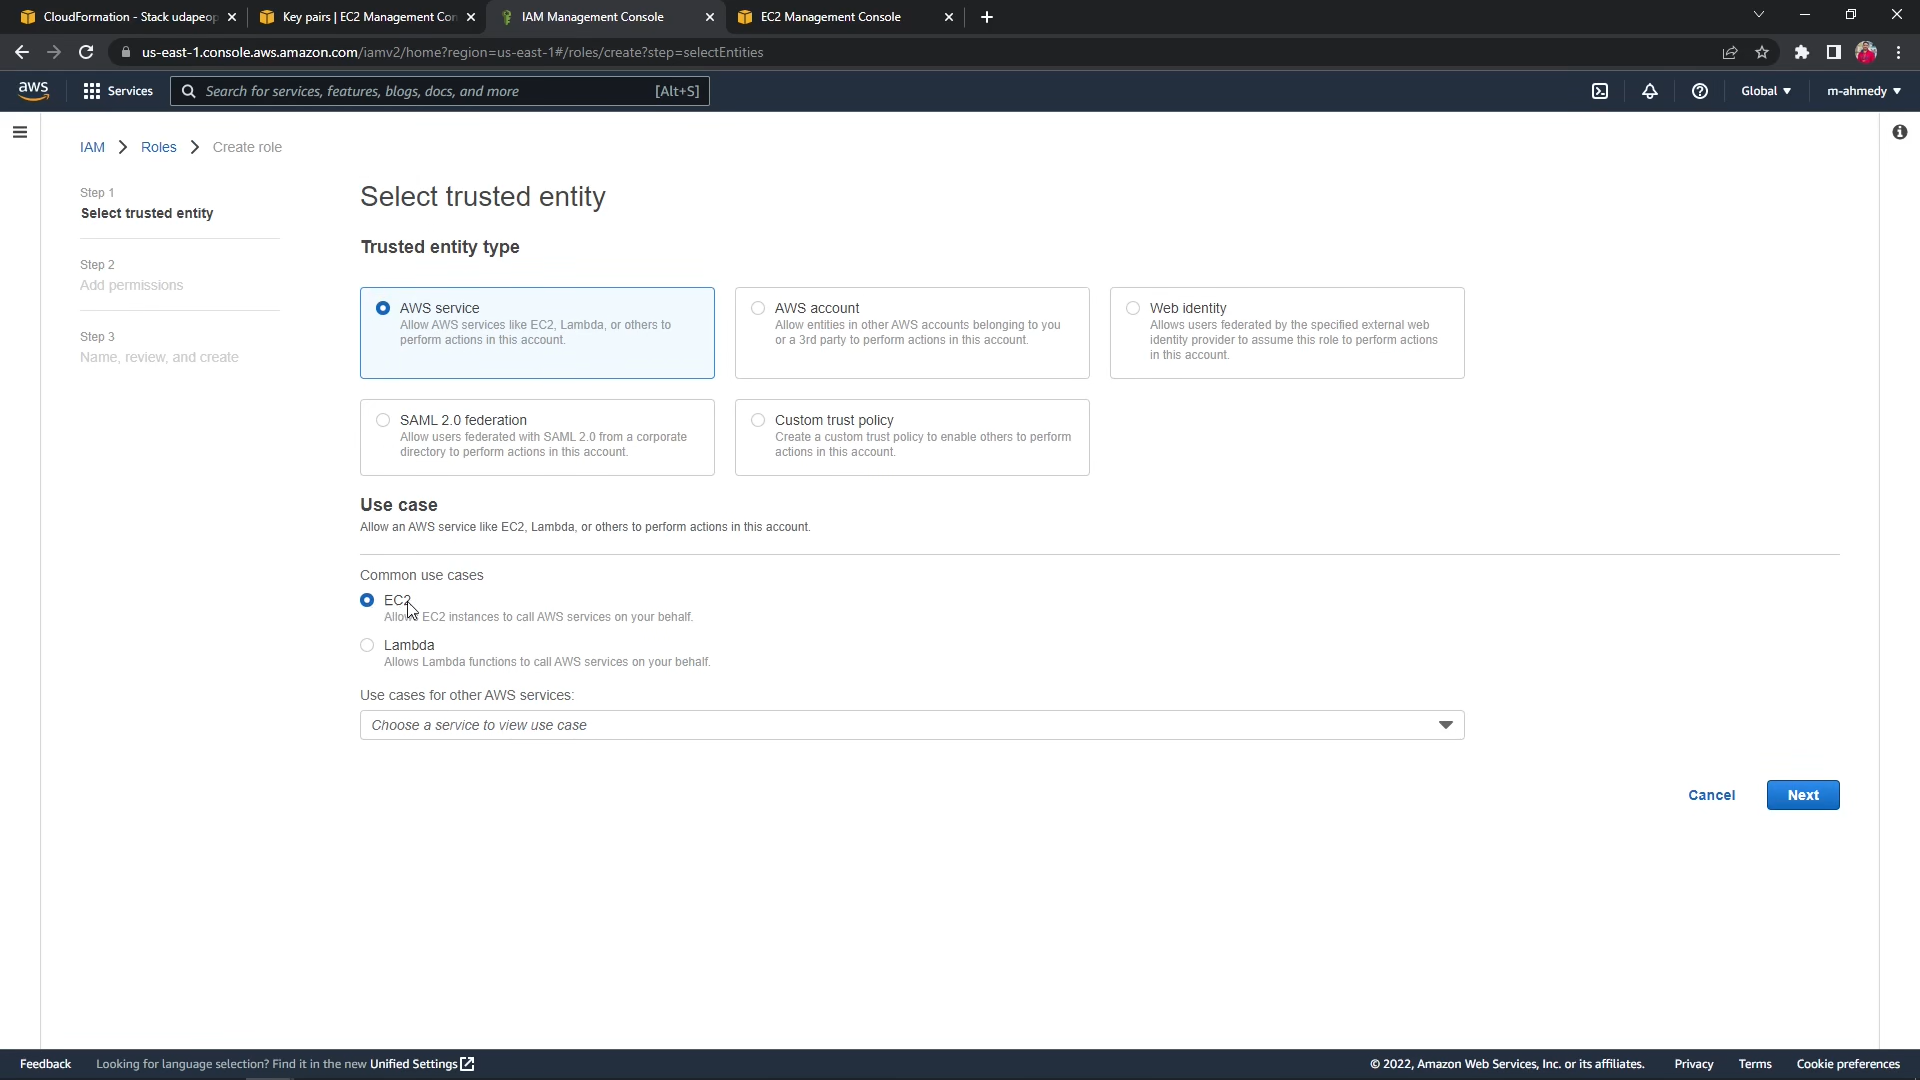 CloudFormation - Stack udapeop
Key pairs | EC2 Management Con
IAM Management Console
EC2 Management Console
us-east-1.console.aws.amazon.com/iamv2/home?region=us-east-1#/roles/create?step=selectEntities
aws
Services
Search for services, features, blogs, docs, and more
[Alt+S]
Global
m-ahmedy
IAM
Roles
Create role
Step 1
Select trusted entity
Step 2
Add permissions
Step 3
Name, review, and create
Select trusted entity
Trusted entity type
AWS service
Allow AWS services like EC2, Lambda, or others to
perform actions in this account.
AWS account
Allow entities in other AWS accounts belonging to you
or a 3rd party to perform actions in this account.
Web identity
Allows users federated by the specified external web
identity provider to assume this role to perform actions
in this account.
SAML 2.0 federation
Allow users federated with SAML 2.0 from a corporate
directory to perform actions in this account.
Custom trust policy
Create a custom trust policy to enable others to perform
actions in this account.
Use case
Allow an AWS service like EC2, Lambda, or others to perform actions in this account.
Common use cases
EC2
EC2 instances to call AWS services on your behalf.
Lambda
Allows Lambda functions to call AWS services on your behalf.
Use cases for other AWS services:
Choose a service to view use case
Cancel
Next
Feedback
Looking for language selection? Find it in the new Unified Settings
© 2022, Amazon Web Services, Inc. or its affiliates.
Privacy
Terms
Cookie preferences